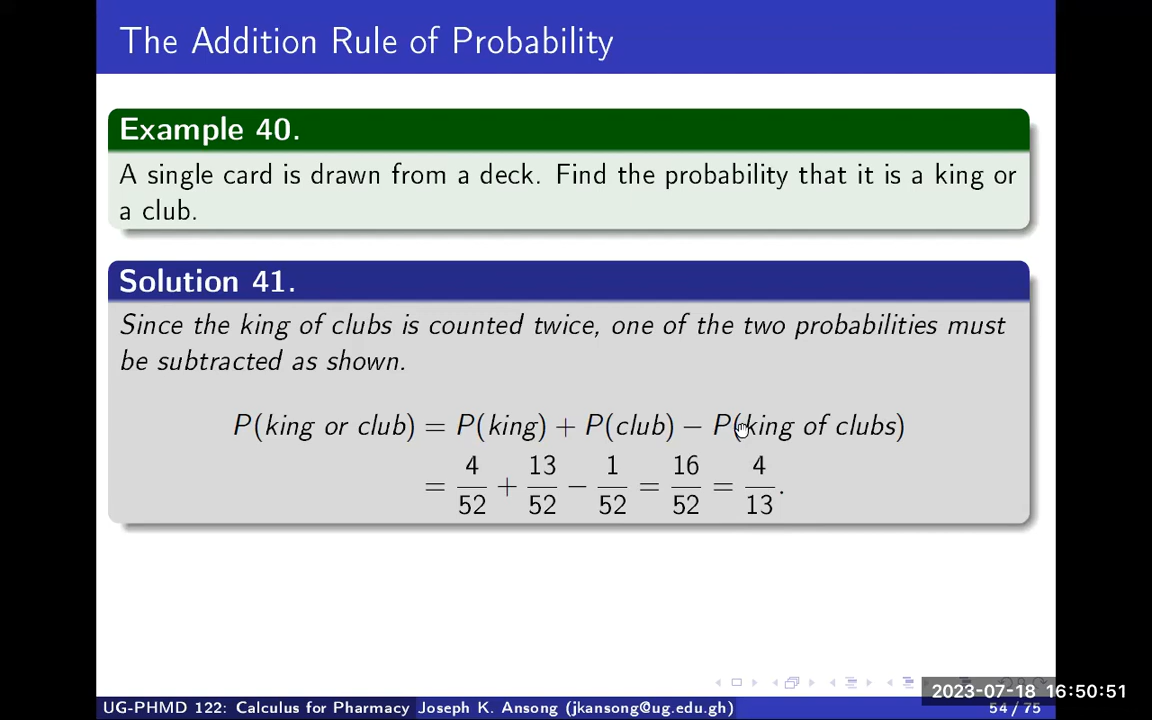 The Addition Rule of Probability
Example 40.
A single card is drawn from a deck. Find the probability that it is a king or
a club.
Solution 41.
Since the king of clubs is counted twice, one of the two probabilities must
be subtracted as shown.
P(king or club) = P(king) + P(club) − P(king of clubs)
= 4/52 + 13/52 − 1/52 = 16/52 = 4/13.
2023-07-18 16:50:51
UG-PHMD 122: Calculus for Pharmacy Joseph K. Ansong (jkansong@ug.edu.gh) 54 / 75